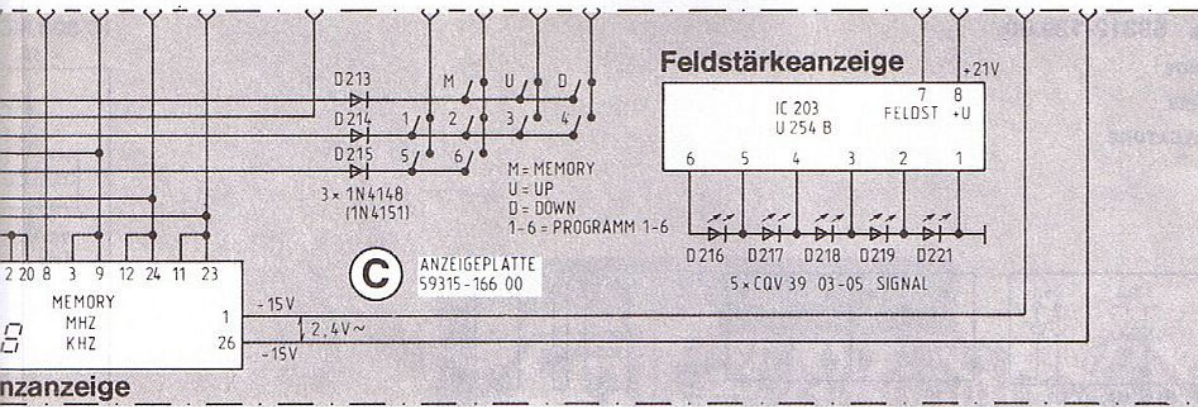 Feldstärkeanzeige
+21V
7 8
FELDST +U
IC 203
U 254 B
6 5 4 3 2 1
D216 D217 D218 D219 D221
5×CQV 39 03-05 SIGNAL
D213
M U D
D214
1 2 3 4
D215
5 6
3× 1N4148
(1N4151)
M = MEMORY
U = UP
D = DOWN
1-6 = PROGRAMM 1-6
C
ANZEIGEPLATTE
59315-166 00
2 20 8 3 9 12 24 11 23
MEMORY
MHZ
KHZ
1
26
-15V
2,4V~
-15V
nzanzeige